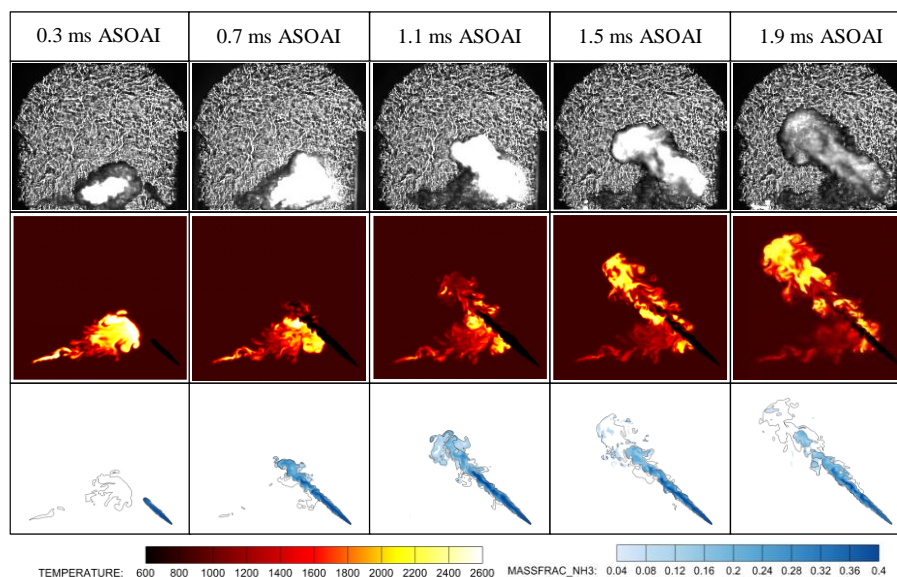 0.3 ms ASOAI 0.7 ms ASOAI 1.1 ms ASOAI 1.5 ms ASOAI 1.9 ms ASOAI
TEMPERATURE: 600 800 1000 1200 1400 1600 1800 2000 2200 2400 2600
MASSFRAC_NH3: 0.04 0.08 0.12 0.16 0.2 0.24 0.28 0.32 0.36 0.4